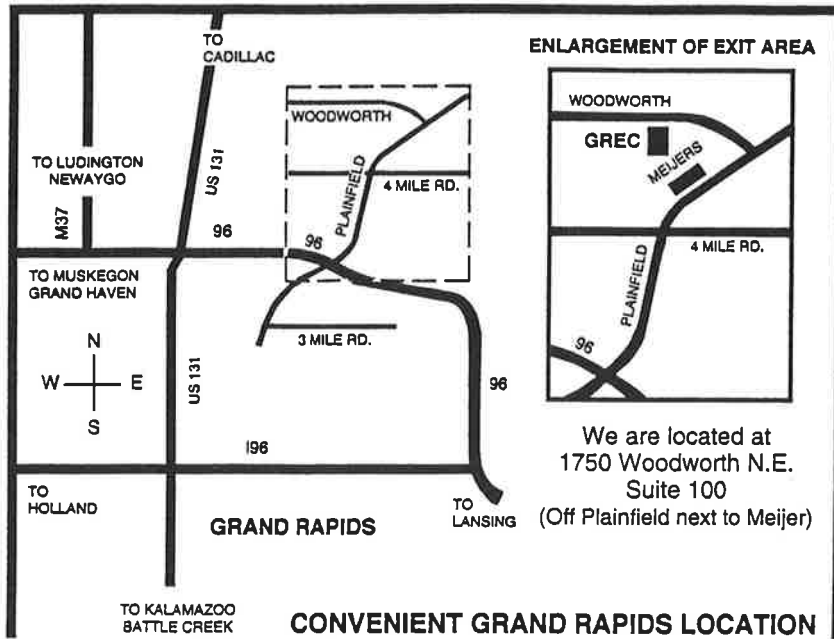 TO
CADILLAC
ENLARGEMENT OF EXIT AREA
WOODWORTH
TO LUDINGTON
NEWAYGO
US 131
PLAINFIELD
4 MILE RD.
M37
96
96
TO MUSKEGON
GRAND HAVEN
3 MILE RD.
N
W E
S
US 131
96
I96
TO
HOLLAND
TO
LANSING
GRAND RAPIDS
TO KALAMAZOO
BATTLE CREEK
WOODWORTH
GREC
MEIJERS
4 MILE RD.
PLAINFIELD
96
We are located at
1750 Woodworth N.E.
Suite 100
(Off Plainfield next to Meijer)
CONVENIENT GRAND RAPIDS LOCATION